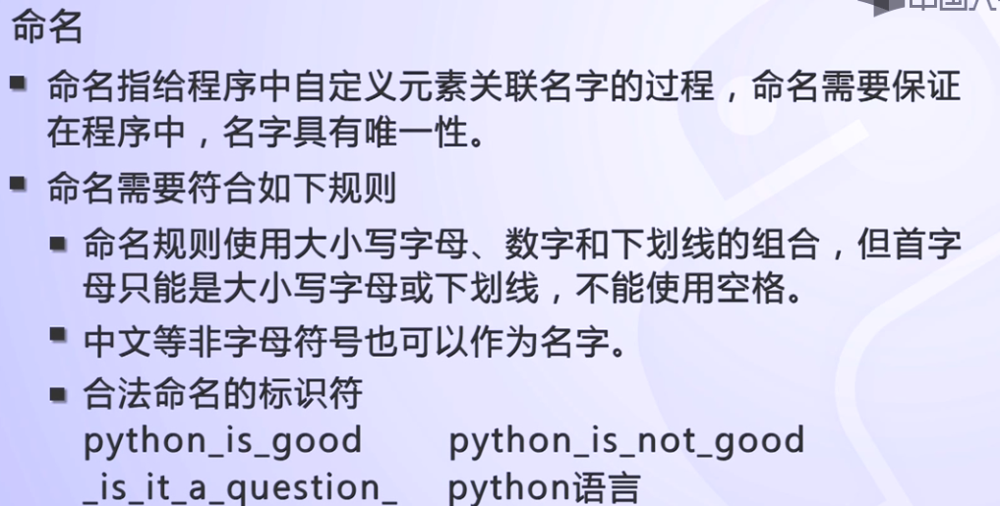 命名
■ 命名指给程序中自定义元素关联名字的过程，命名需要保证
在程序中，名字具有唯一性。
■ 命名需要符合如下规则
■ 命名规则使用大小写字母、数字和下划线的组合，但首字
母只能是大小写字母或下划线，不能使用空格。
■ 中文等非字母符号也可以作为名字。
■ 合法命名的标识符
python_is_good python_is_not_good
_is_it_a_question_ python语言